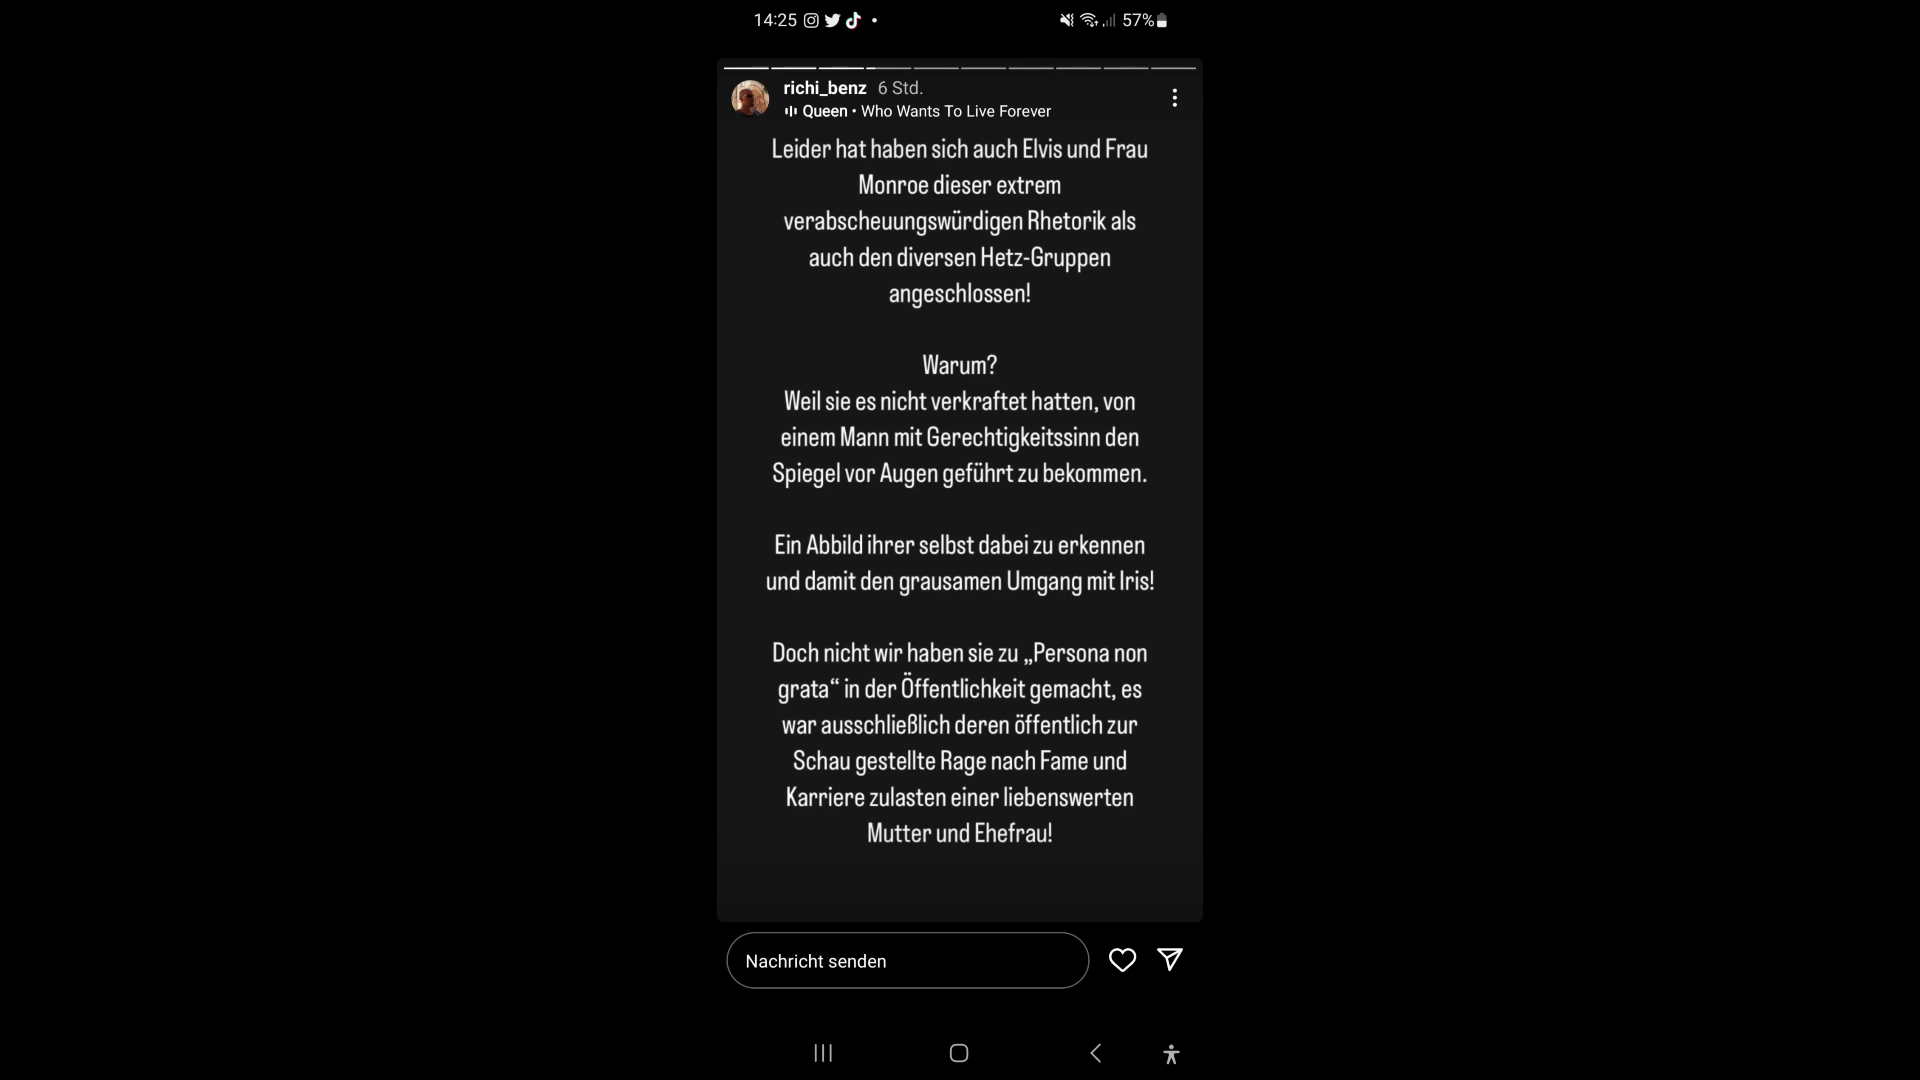 14:25
57%
richi_benz 6 Std.
Queen • Who Wants To Live Forever
Leider hat haben sich auch Elvis und Frau
Monroe dieser extrem
verabscheuungswürdigen Rhetorik als
auch den diversen Hetz-Gruppen
angeschlossen!
Warum?
Weil sie es nicht verkraftet hatten, von
einem Mann mit Gerechtigkeitssinn den
Spiegel vor Augen geführt zu bekommen.
Ein Abbild ihrer selbst dabei zu erkennen
und damit den grausamen Umgang mit Iris!
Doch nicht wir haben sie zu „Persona non
grata“ in der Öffentlichkeit gemacht, es
war ausschließlich deren öffentlich zur
Schau gestellte Rage nach Fame und
Karriere zulasten einer liebenswerten
Mutter und Ehefrau!
Nachricht senden